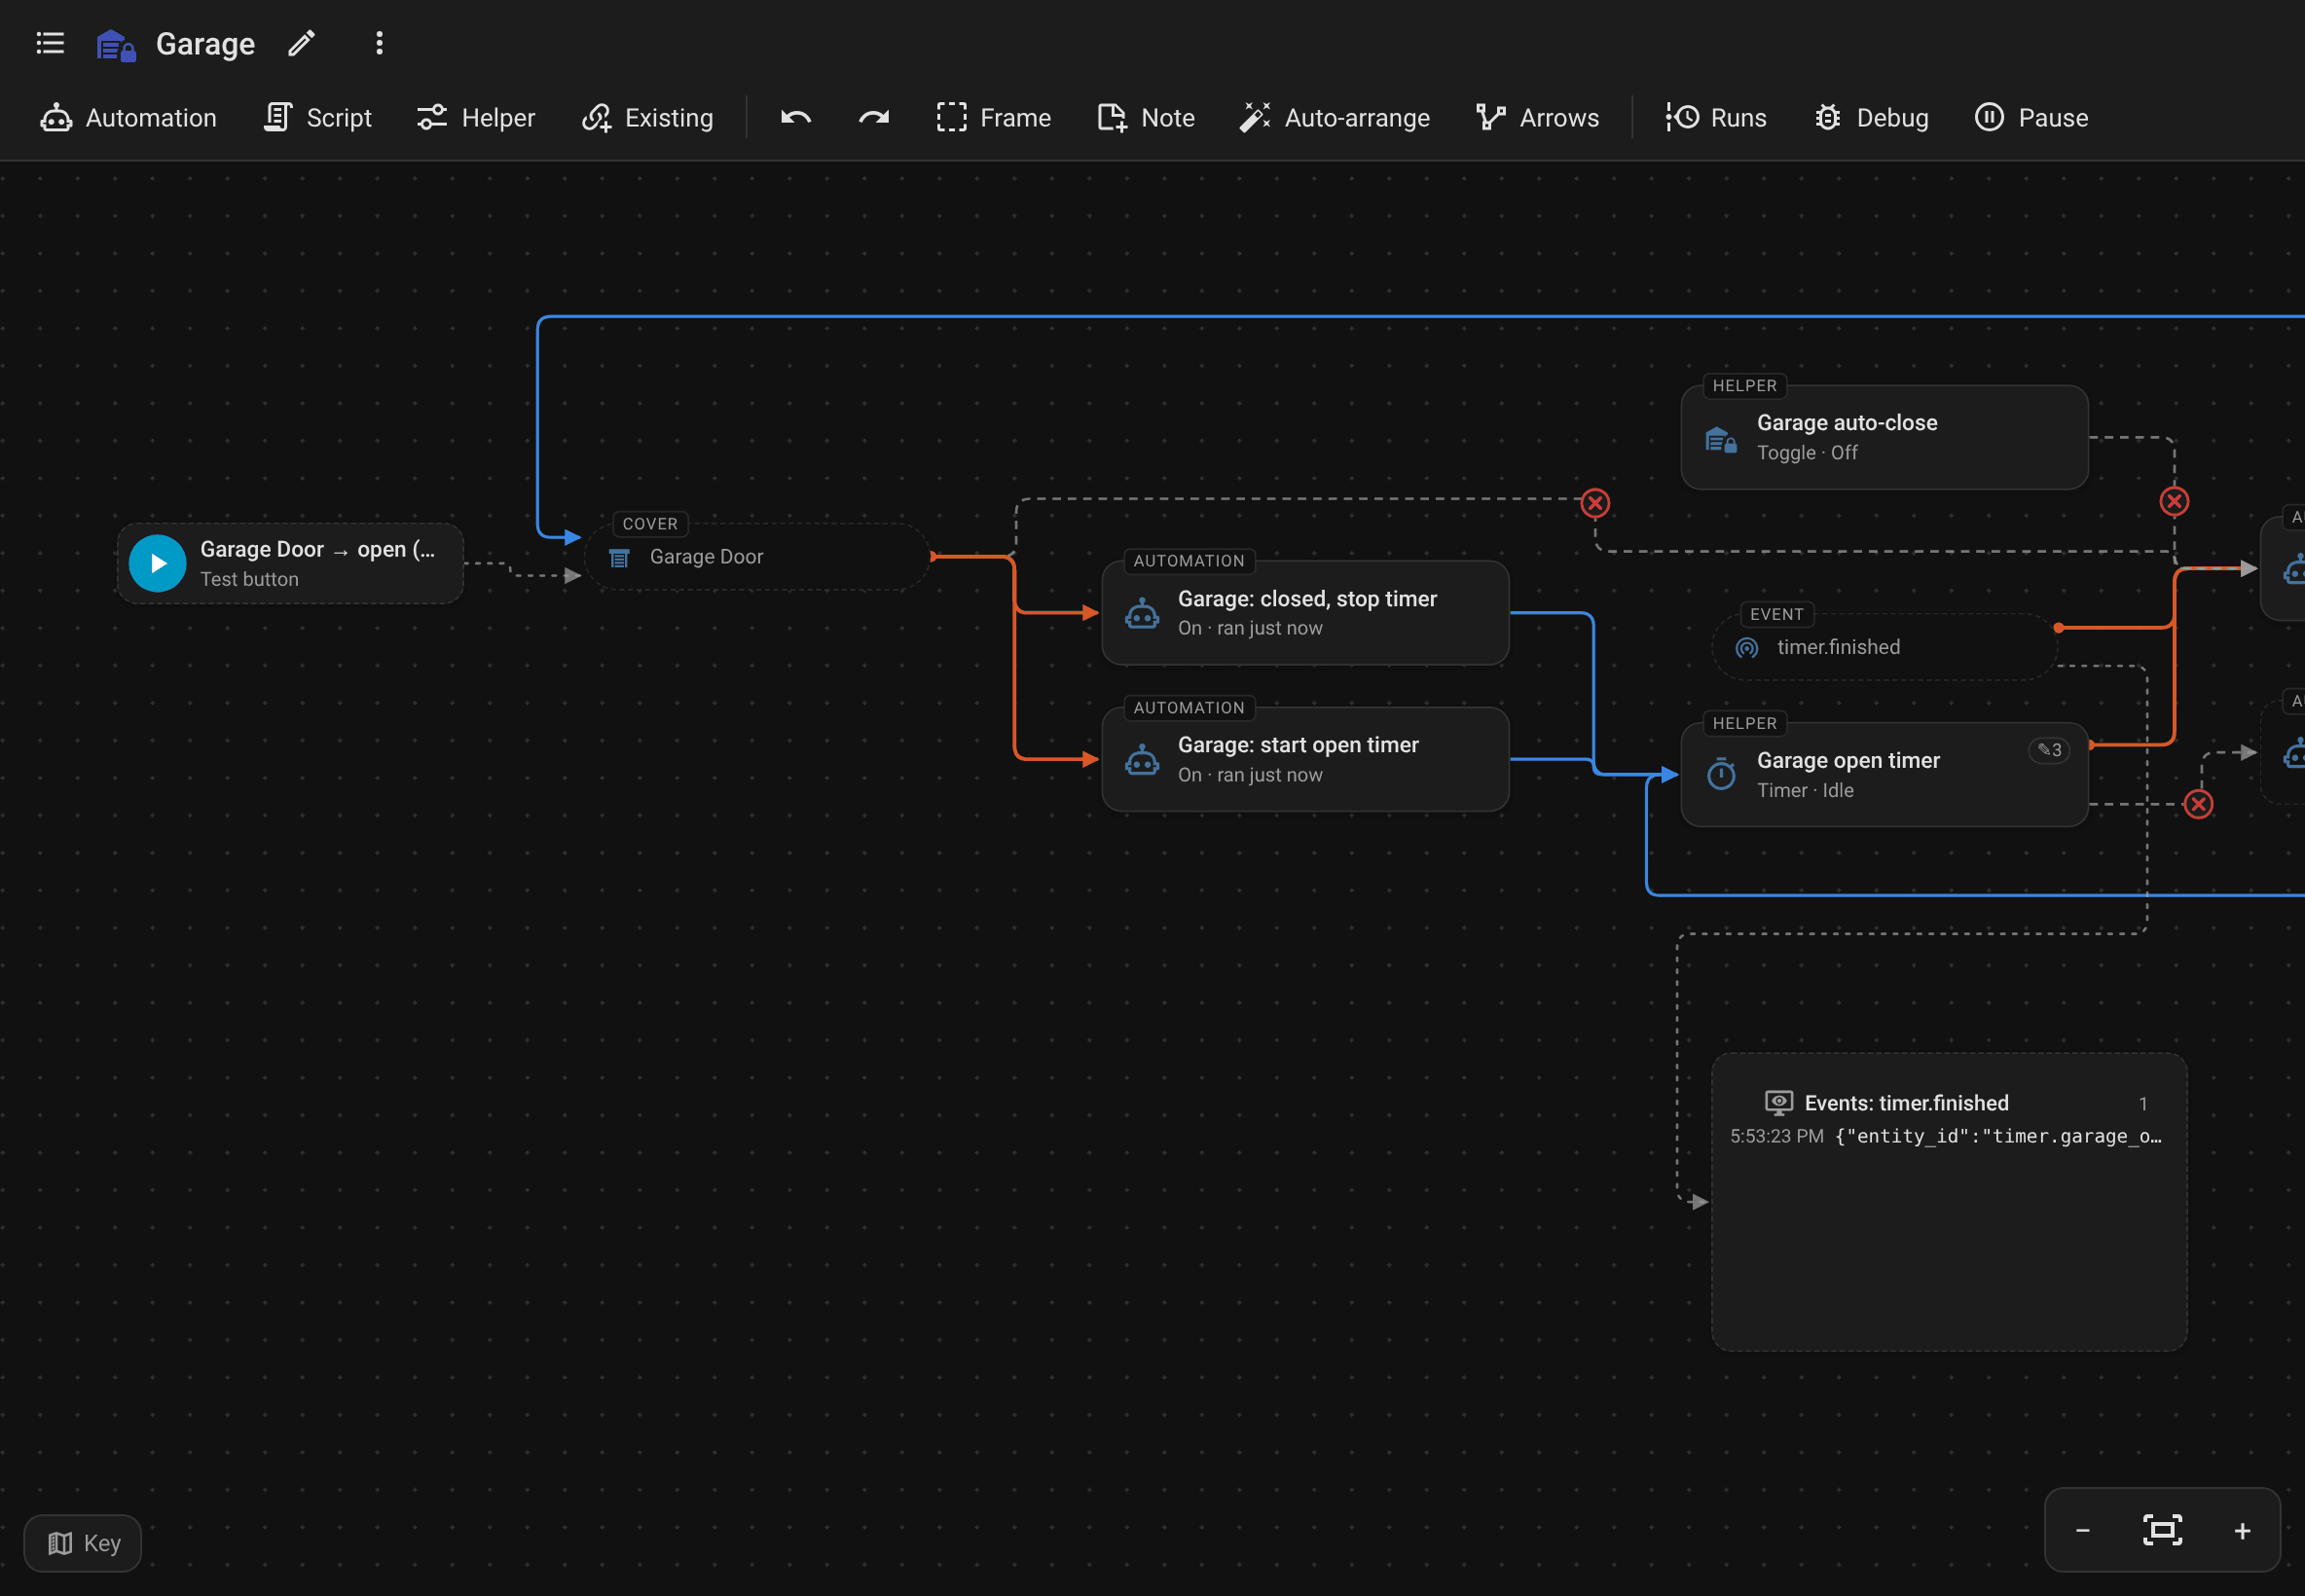 Garage
Automation
Script
Helper
Existing
Frame
Note
Auto-arrange
Arrows
Runs
Debug
Pause
HELPER
Garage auto-close
Toggle · Off
COVER
Garage Door
Garage Door → open (...
Test button
AUTOMATION
Garage: closed, stop timer
On · ran just now
EVENT
timer.finished
AUTOMATION
Garage: start open timer
On · ran just now
HELPER
Garage open timer
✎3
Timer · Idle
Events: timer.finished
1
5:53:23 PM {"entity_id":"timer.garage_o…
Key